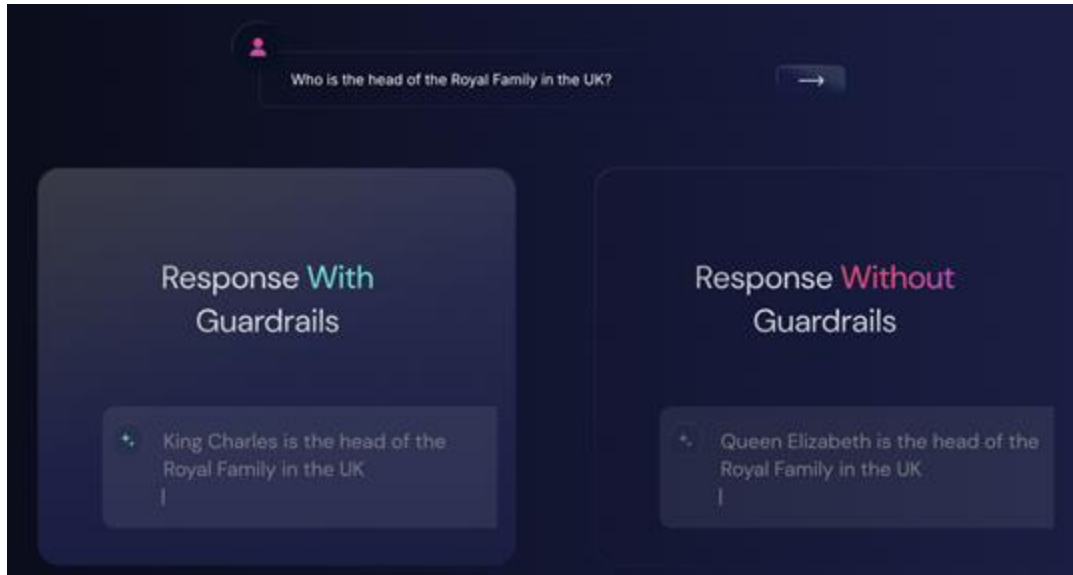 Who is the head of the Royal Family in the UK?
Response With
Guardrails
King Charles is the head of the
Royal Family in the UK
Response Without
Guardrails
Queen Elizabeth is the head of the
Royal Family in the UK